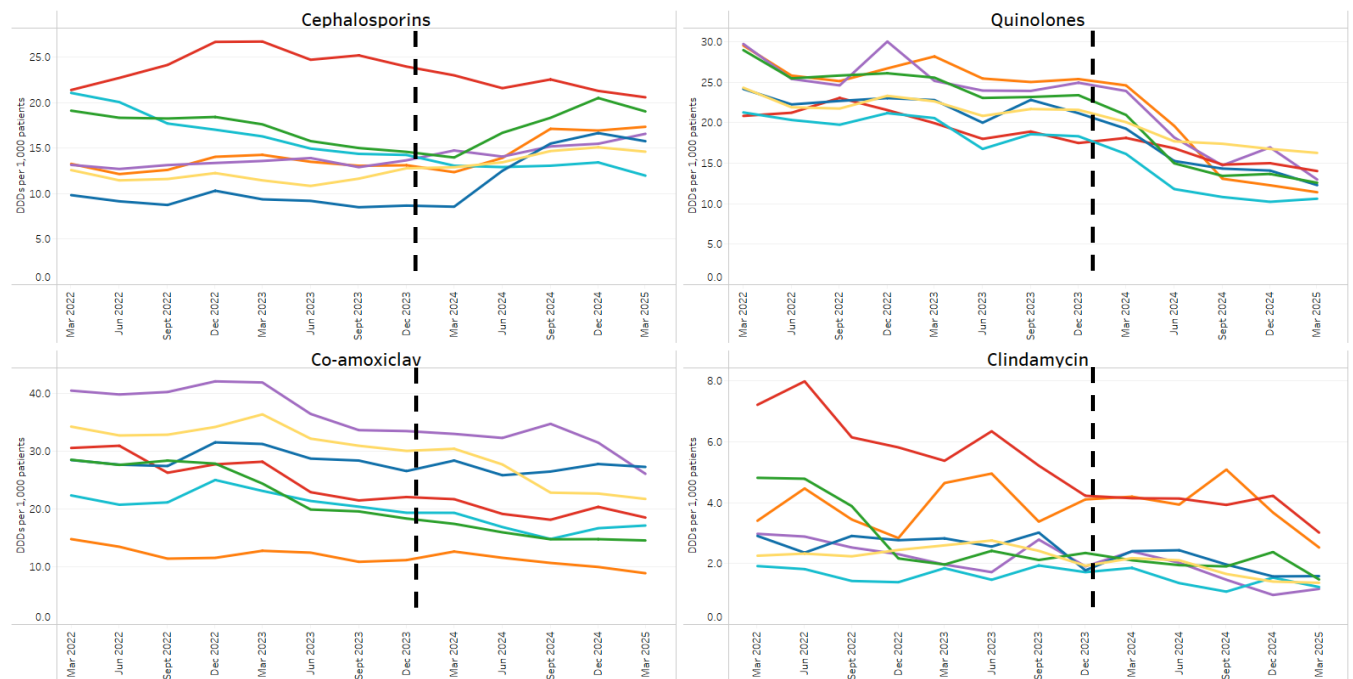 Cephalosporins
DDDs per 1,000 patients
25.0
20.0
15.0
10.0
5.0
0.0
Mar 2022
Jun 2022
Sept 2022
Dec 2022
Mar 2023
Jun 2023
Sept 2023
Dec 2023
Mar 2024
Jun 2024
Sept 2024
Dec 2024
Mar 2025
Quinolones
DDDs per 1,000 patients
30.0
25.0
20.0
15.0
10.0
5.0
0.0
Mar 2022
Jun 2022
Sept 2022
Dec 2022
Mar 2023
Jun 2023
Sept 2023
Dec 2023
Mar 2024
Jun 2024
Sept 2024
Dec 2024
Mar 2025
Co-amoxiclav
DDDs per 1,000 patients
40.0
30.0
20.0
10.0
0.0
Mar 2022
Jun 2022
Sept 2022
Dec 2022
Mar 2023
Jun 2023
Sept 2023
Dec 2023
Mar 2024
Jun 2024
Sept 2024
Dec 2024
Mar 2025
Clindamycin
DDDs per 1,000 patients
8.0
6.0
4.0
2.0
0.0
Mar 2022
Jun 2022
Sept 2022
Dec 2022
Mar 2023
Jun 2023
Sept 2023
Dec 2023
Mar 2024
Jun 2024
Sept 2024
Dec 2024
Mar 2025